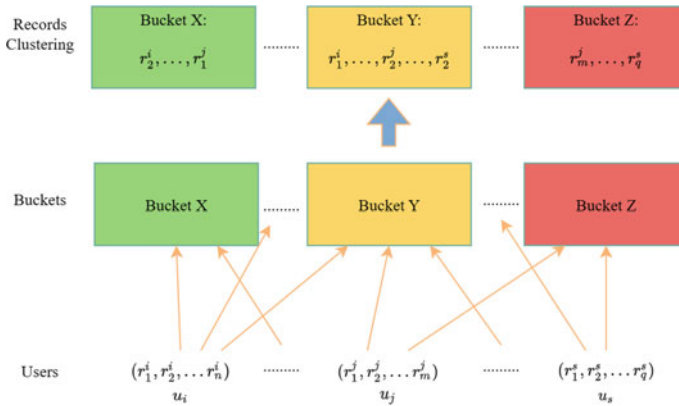 Records Clustering
Bucket X:
r_2^i, . . . , r_1^j
.........
Bucket Y:
r_1^i, . . . , r_2^j, . . . , r_2^s
.........
Bucket Z:
r_m^j, . . . , r_q^s
Buckets
Bucket X
.........
Bucket Y
.........
Bucket Z
Users
(r_1^i, r_2^i, . . . r_n^i)
.........
(r_1^j, r_2^j, . . . r_m^j)
.........
(r_1^s, r_2^s, . . . r_q^s)
u_i
u_j
u_s